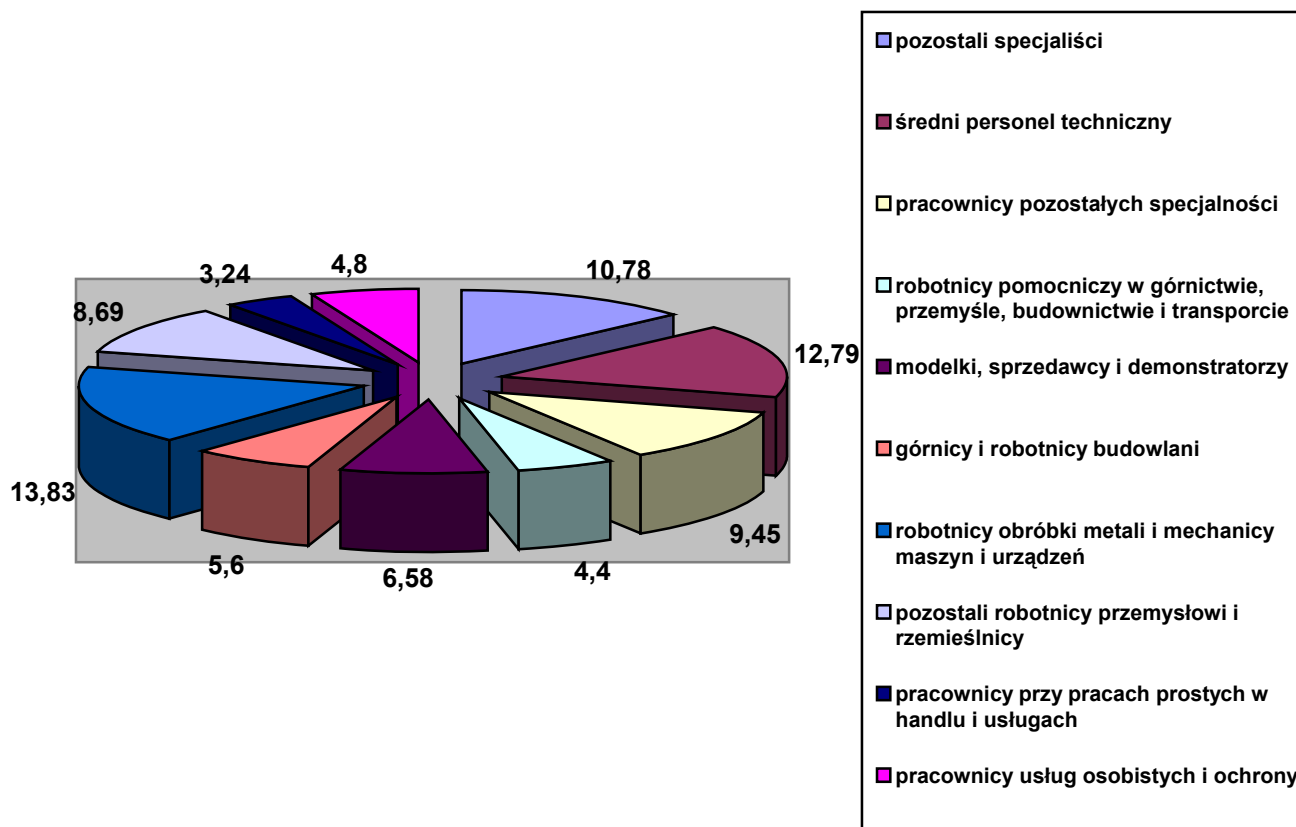 3,24
4,8
10,78
8,69
12,79
13,83
9,45
5,6
6,58
4,4
pozostali specjaliści
średni personel techniczny
pracownicy pozostałych specjalności
robotnicy pomocniczy w górnictwie,
przemyśle, budownictwie i transporcie
modelki, sprzedawcy i demonstratorzy
górnicy i robotnicy budowlani
robotnicy obróbki metali i mechanicy
maszyn i urządzeń
pozostali robotnicy przemysłowi i
rzemieślnicy
pracownicy przy pracach prostych w
handlu i usługach
pracownicy usług osobistych i ochrony